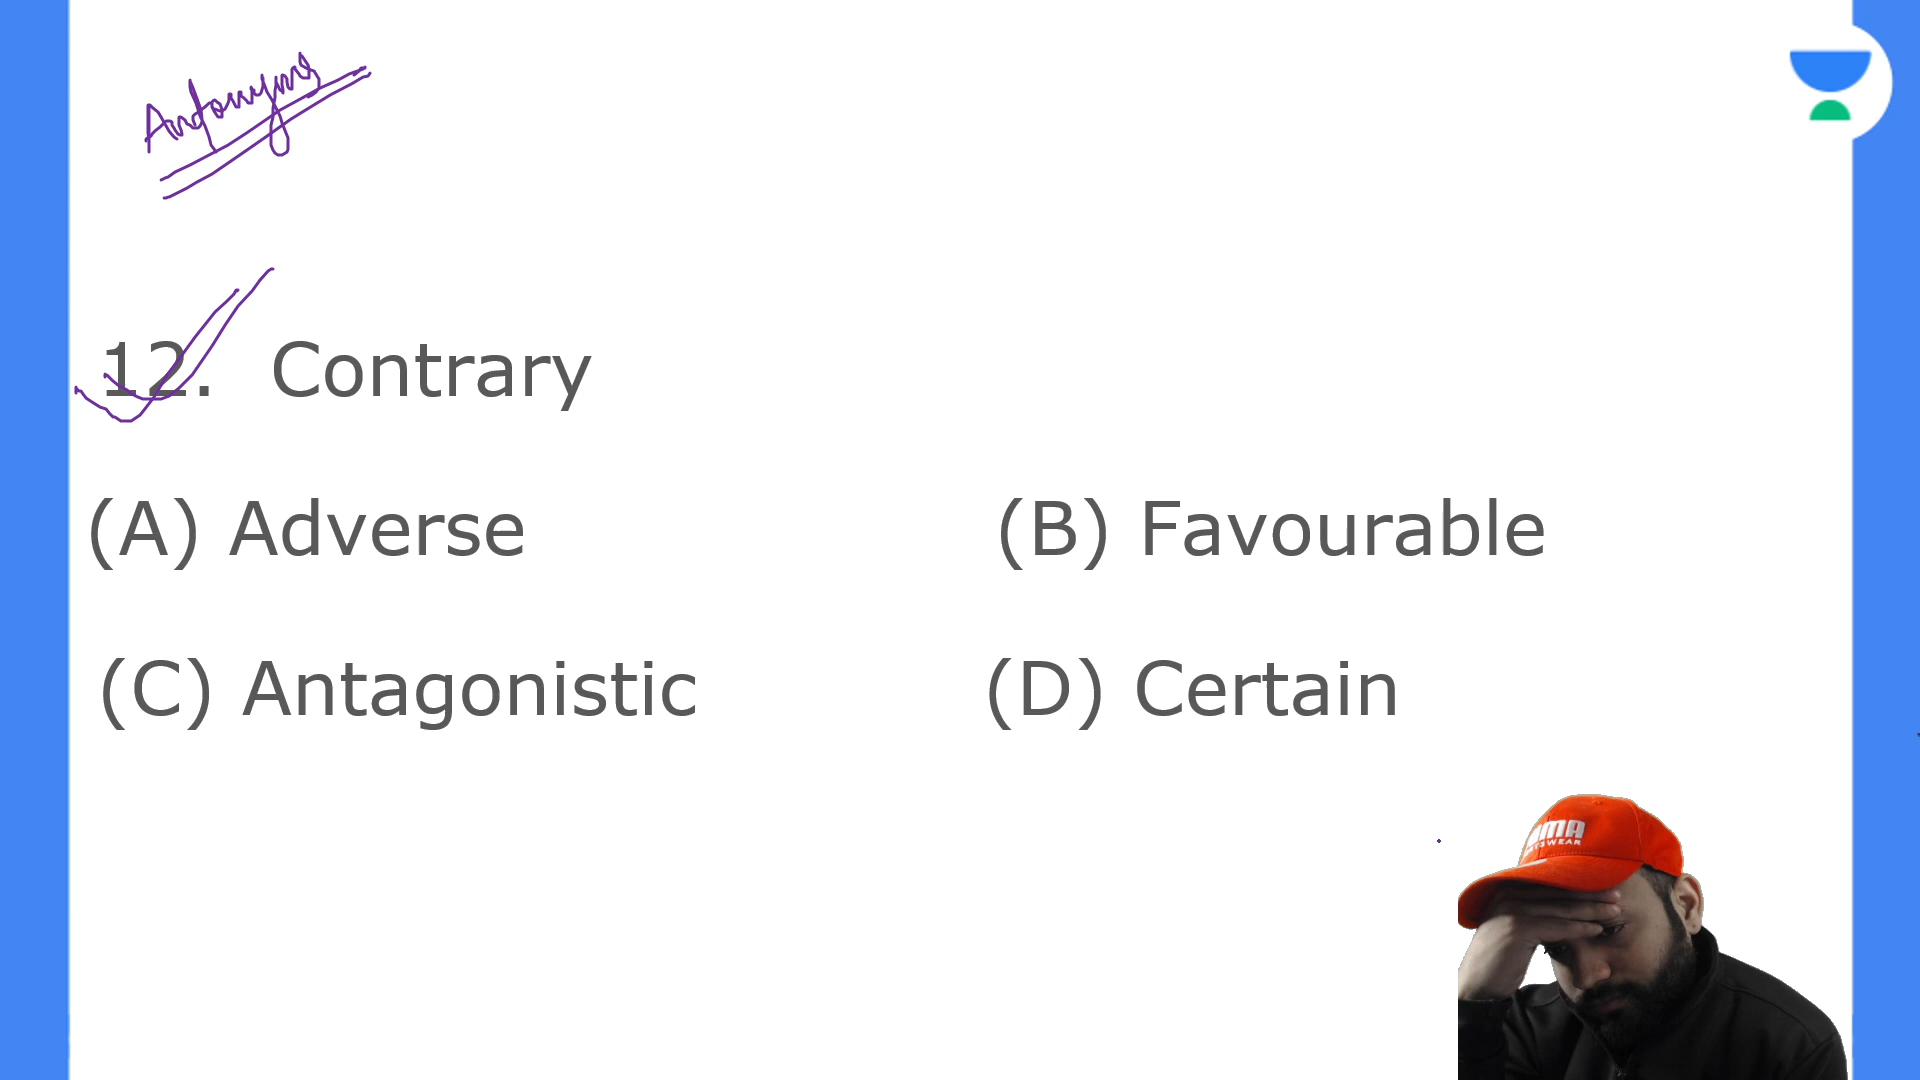 Antonyms
12. Contrary
(A) Adverse (B) Favourable
(C) Antagonistic (D) Certain